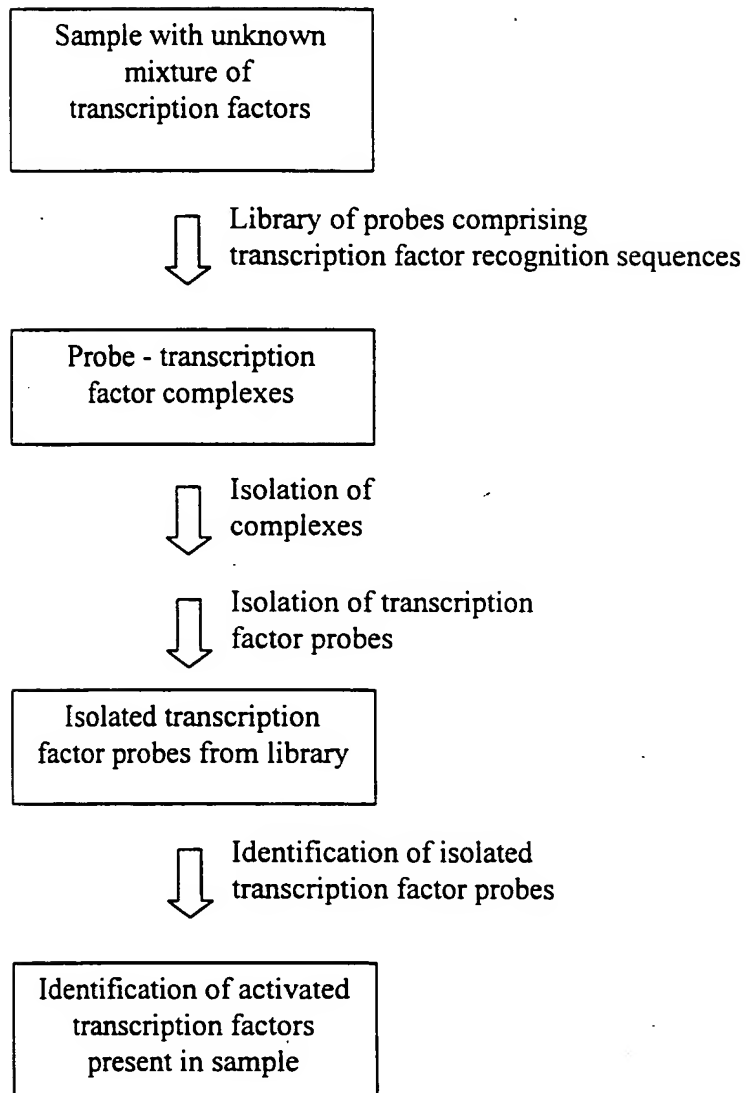 Sample with unknown
mixture of
transcription factors
Library of probes comprising
transcription factor recognition sequences
Probe - transcription
factor complexes
Isolation of
complexes
Isolation of transcription
factor probes
Isolated transcription
factor probes from library
Identification of isolated
transcription factor probes
Identification of activated
transcription factors
present in sample